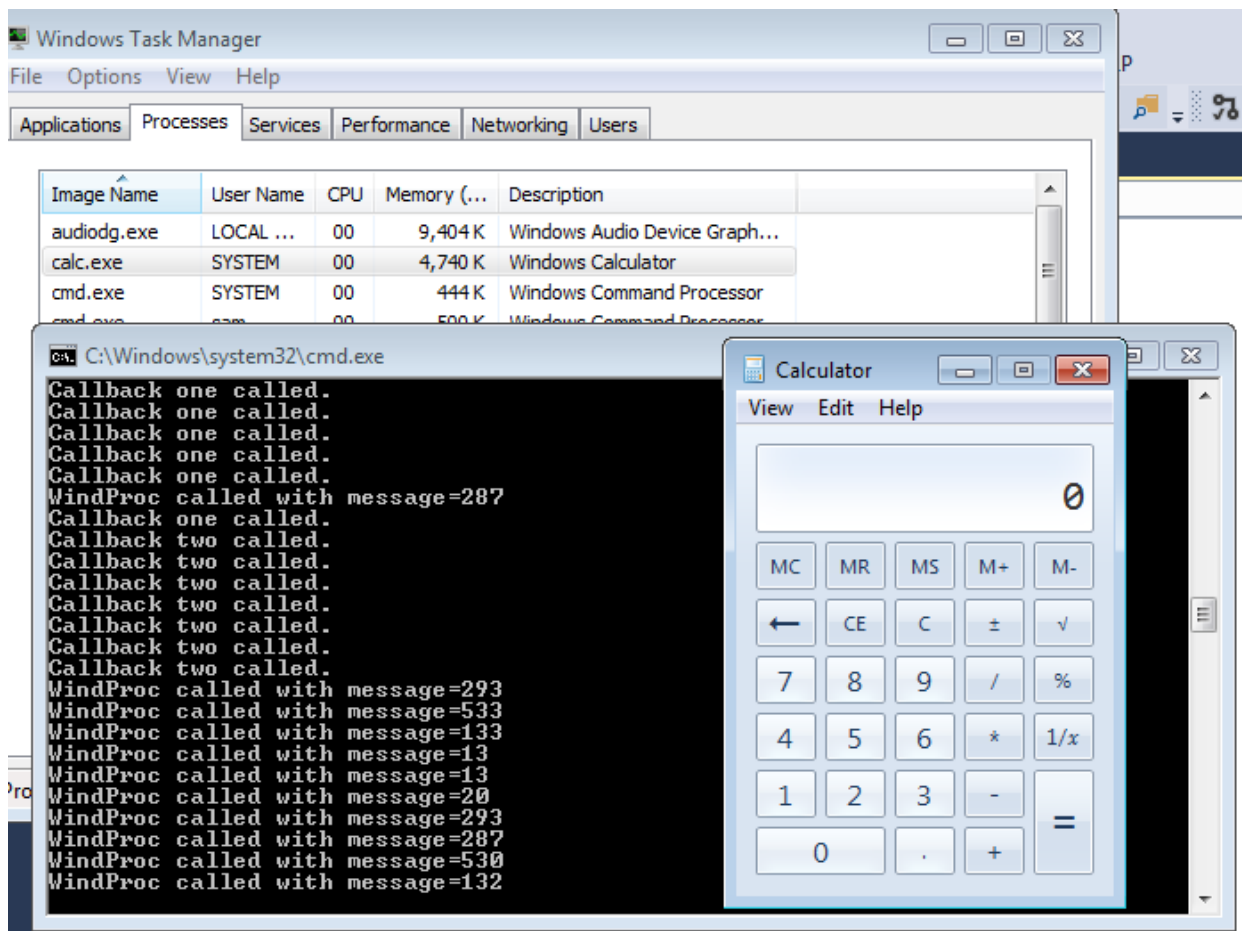 Windows Task Manager
File Options View Help
Applications Processes Services Performance Networking Users
Image Name User Name CPU Memory (... Description
audiodg.exe LOCAL ... 00 9,404 K Windows Audio Device Graph...
calc.exe SYSTEM 00 4,740 K Windows Calculator
cmd.exe SYSTEM 00 444 K Windows Command Processor
cmd.exe sam 00 500 K Windows Command Processor
C:\Windows\system32\cmd.exe
Callback one called.
Callback one called.
Callback one called.
Callback one called.
Callback one called.
WindProc called with message=287
Callback one called.
Callback two called.
Callback two called.
Callback two called.
Callback two called.
Callback two called.
Callback two called.
Callback two called.
WindProc called with message=293
WindProc called with message=533
WindProc called with message=133
WindProc called with message=13
WindProc called with message=13
WindProc called with message=20
WindProc called with message=293
WindProc called with message=287
WindProc called with message=530
WindProc called with message=132
Calculator
View Edit Help
0
MC MR MS M+ M-
← CE C ± √
7 8 9 / %
4 5 6 * 1/x
1 2 3 - =
0 . +